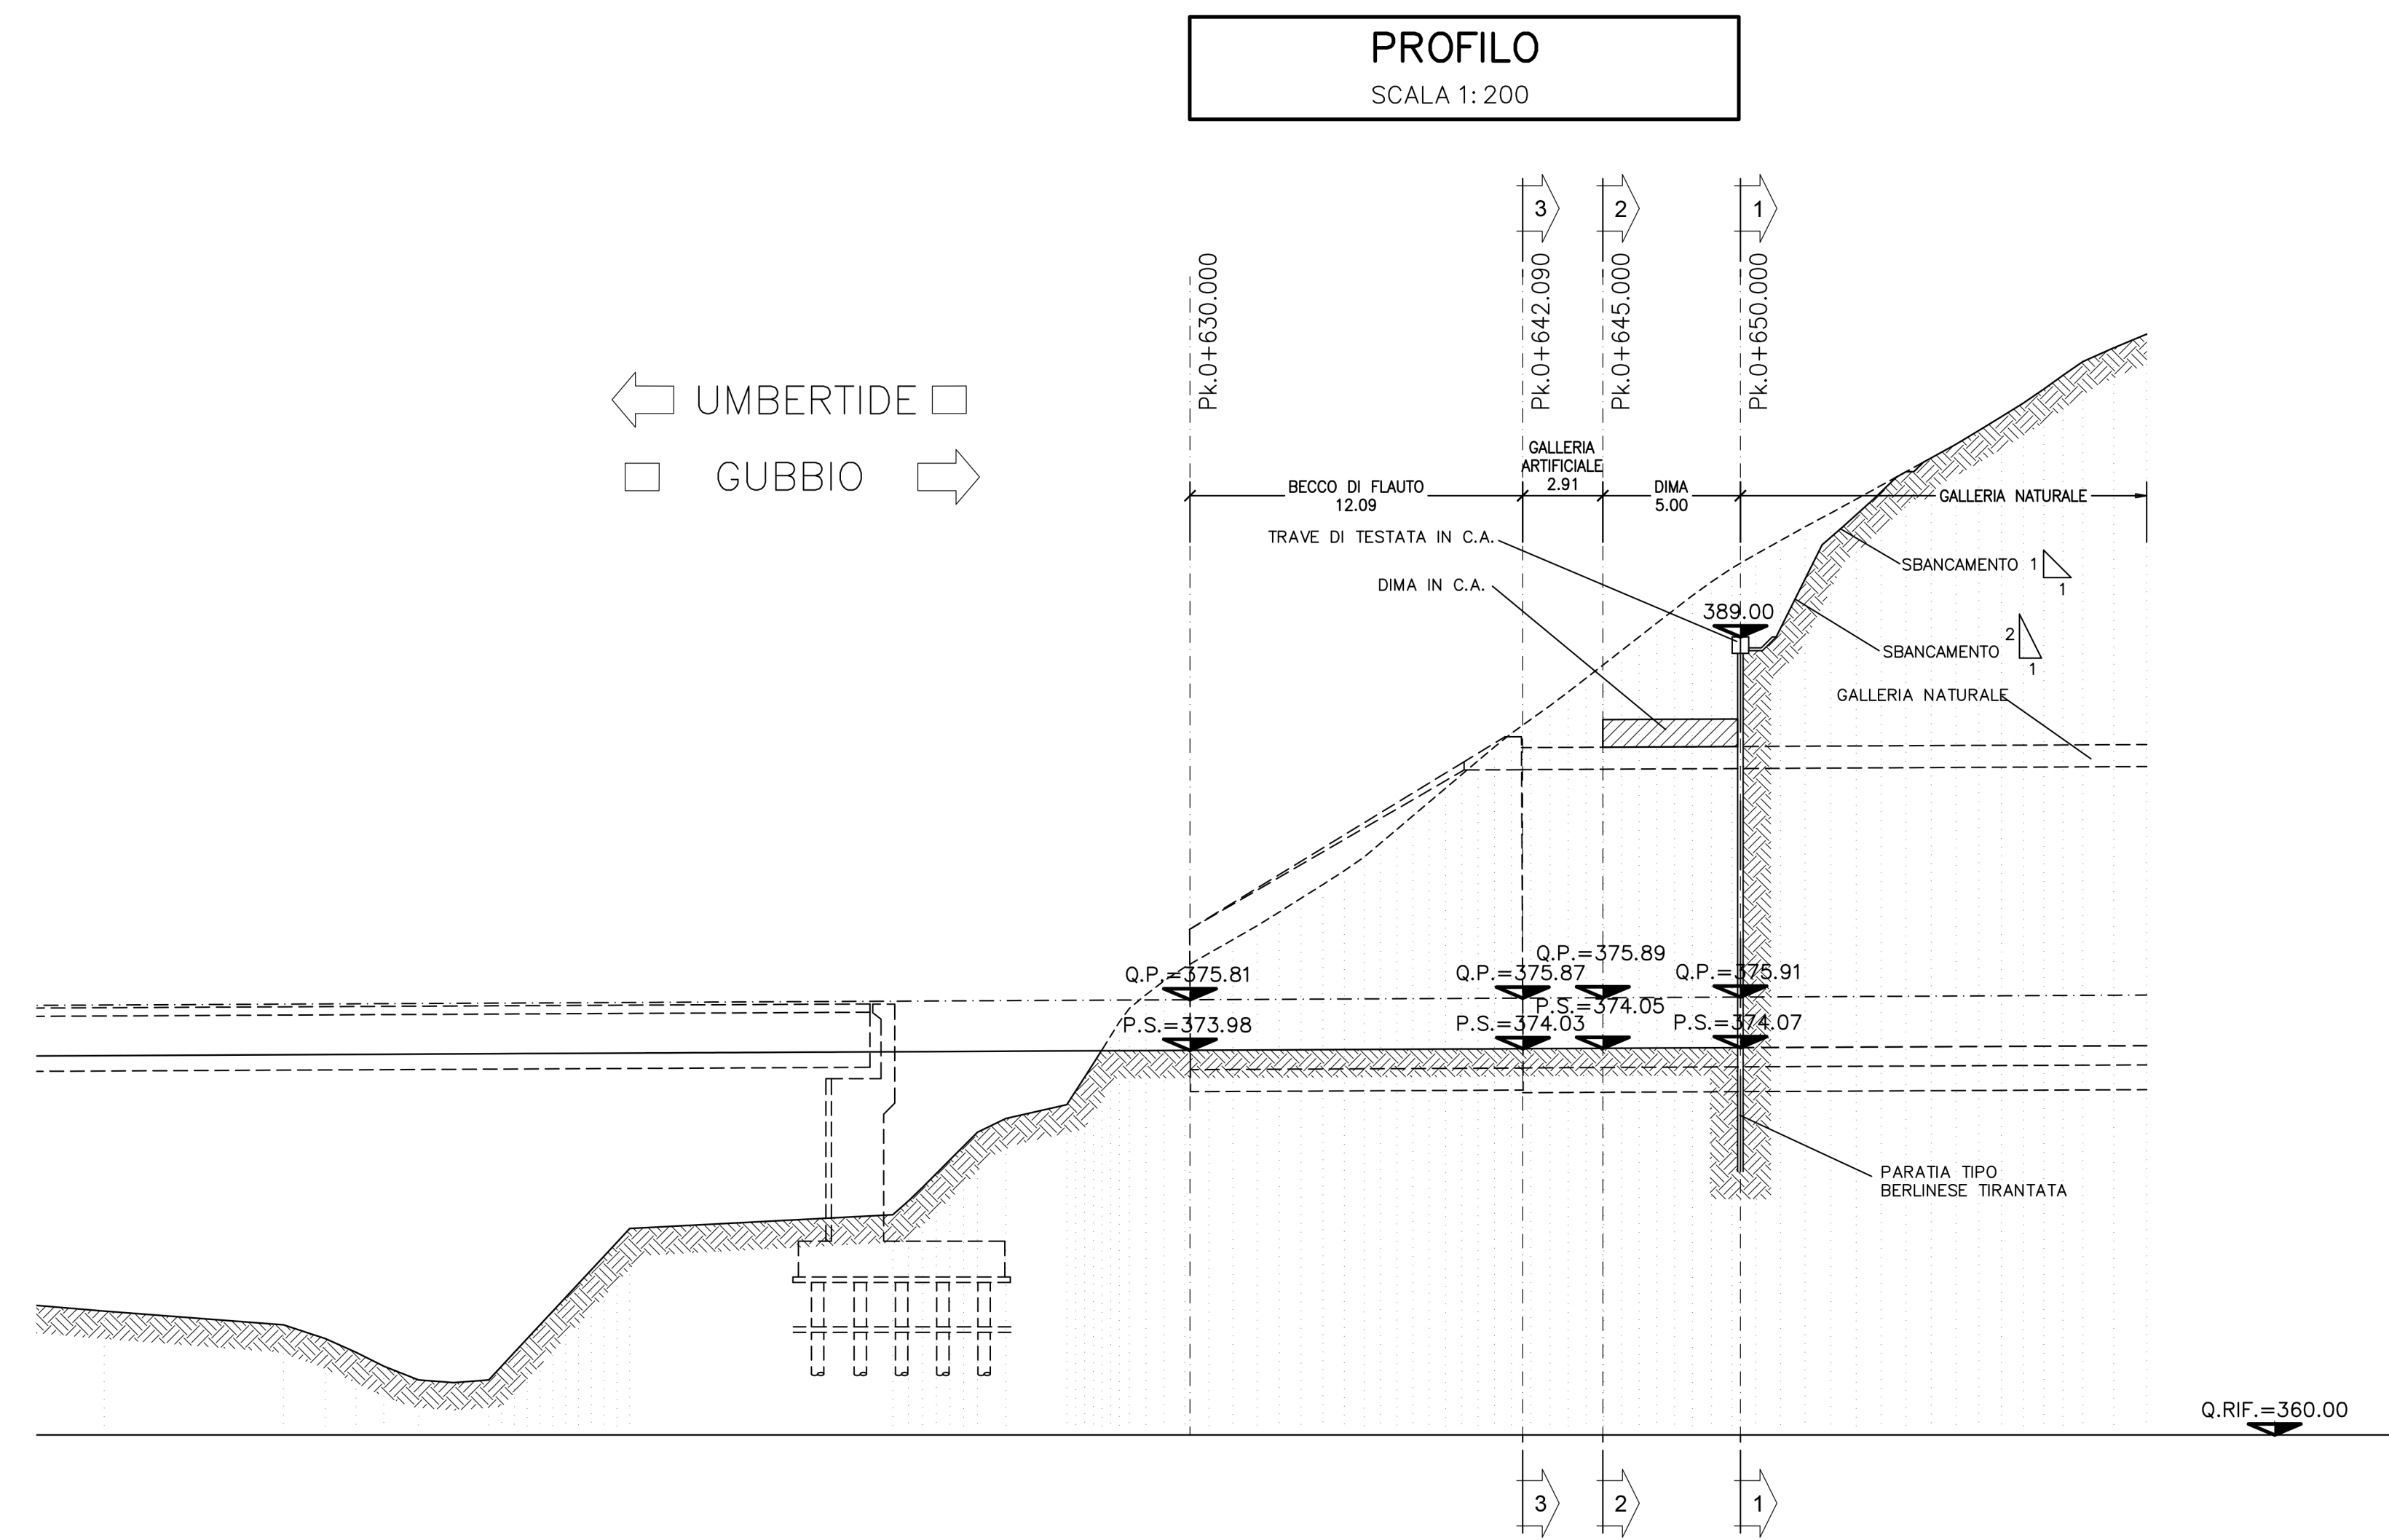 PROFILO
SCALA 1:200
3
2
1
Pk.0+630.000
Pk.0+642.090
Pk.0+645.000
Pk.0+650.000
UMBERTIDE
GUBBIO
GALLERIA
ARTIFICIALE
2.91
BECCO DI FLAUTO
12.09
DIMA
5.00
GALLERIA NATURALE
TRAVE DI TESTATA IN C.A.
DIMA IN C.A.
SBANCAMENTO 1
1
389.00
SBANCAMENTO 2
1
GALLERIA NATURALE
Q.P.=375.81
Q.P.=375.87
Q.P.=375.89
Q.P.=375.91
P.S.=373.98
P.S.=374.03
P.S.=374.05
P.S.=374.07
PARATIA TIPO
BERLINESE TIRANTATA
Q.RIF.=360.00
3
2
1